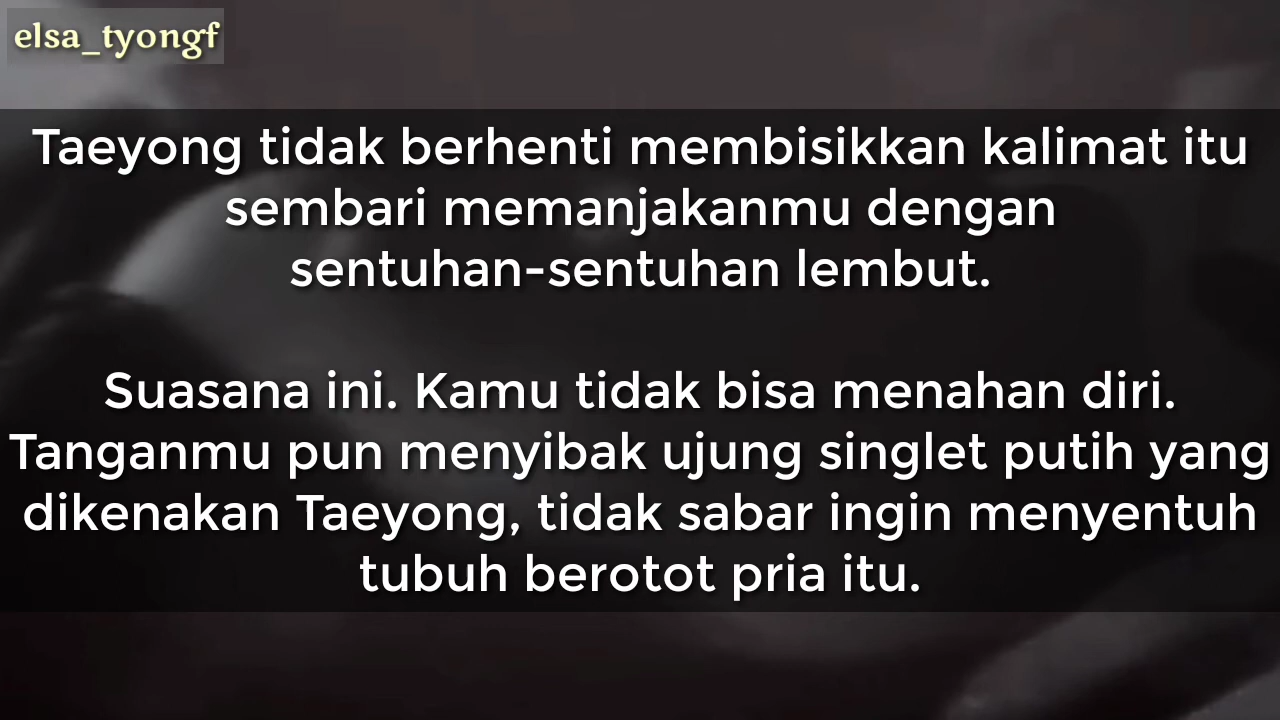 elsa_tyongf
Taeyong tidak berhenti membisikkan kalimat itu
sembari memanjakanmu dengan
sentuhan-sentuhan lembut.
Suasana ini. Kamu tidak bisa menahan diri.
Tanganmu pun menyibak ujung singlet putih yang
dikenakan Taeyong, tidak sabar ingin menyentuh
tubuh berotot pria itu.